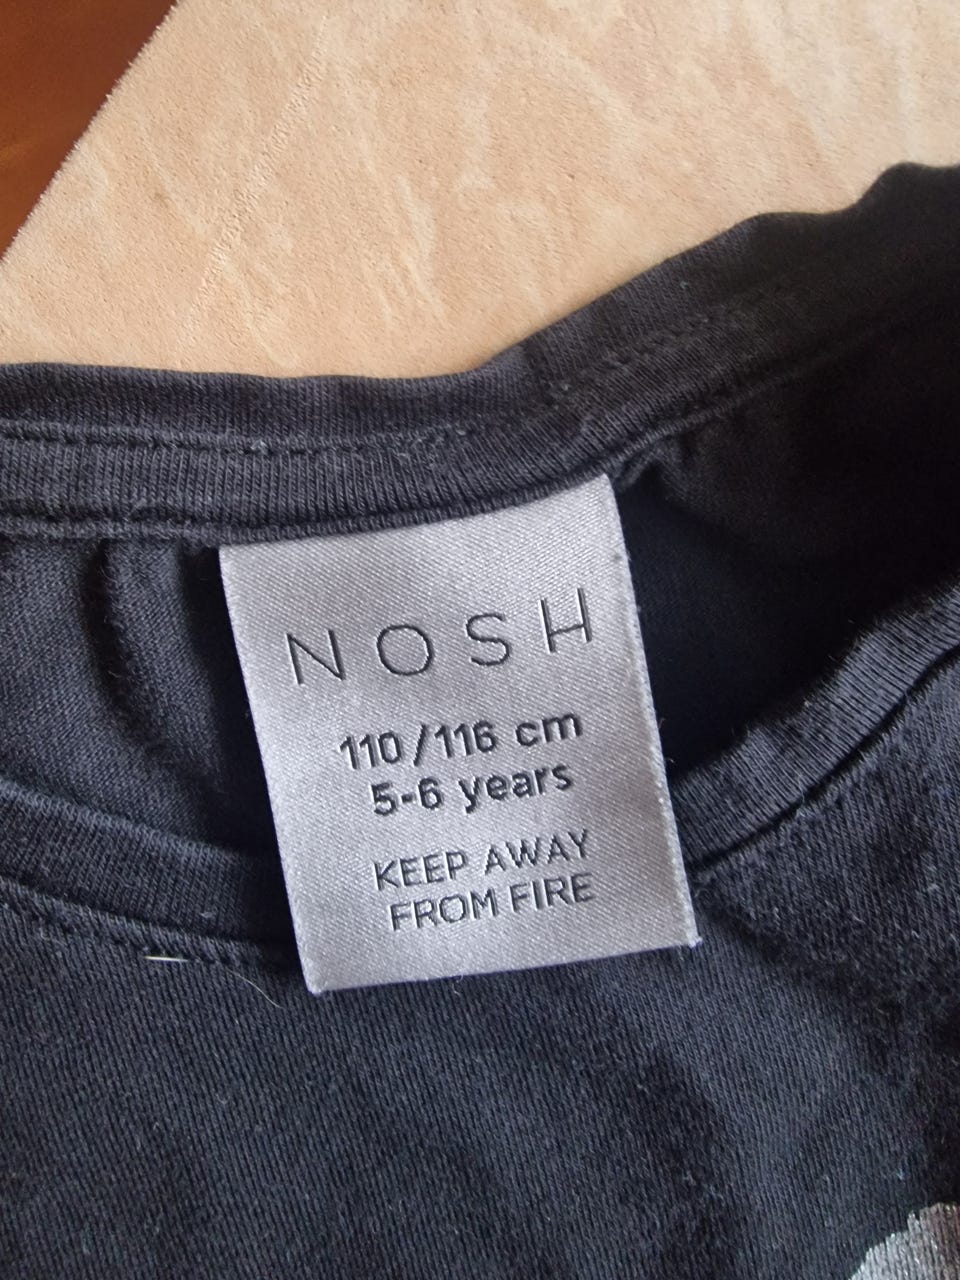 NOSH
110/116 cm
5-6 years
KEEP AWAY
FROM FIRE